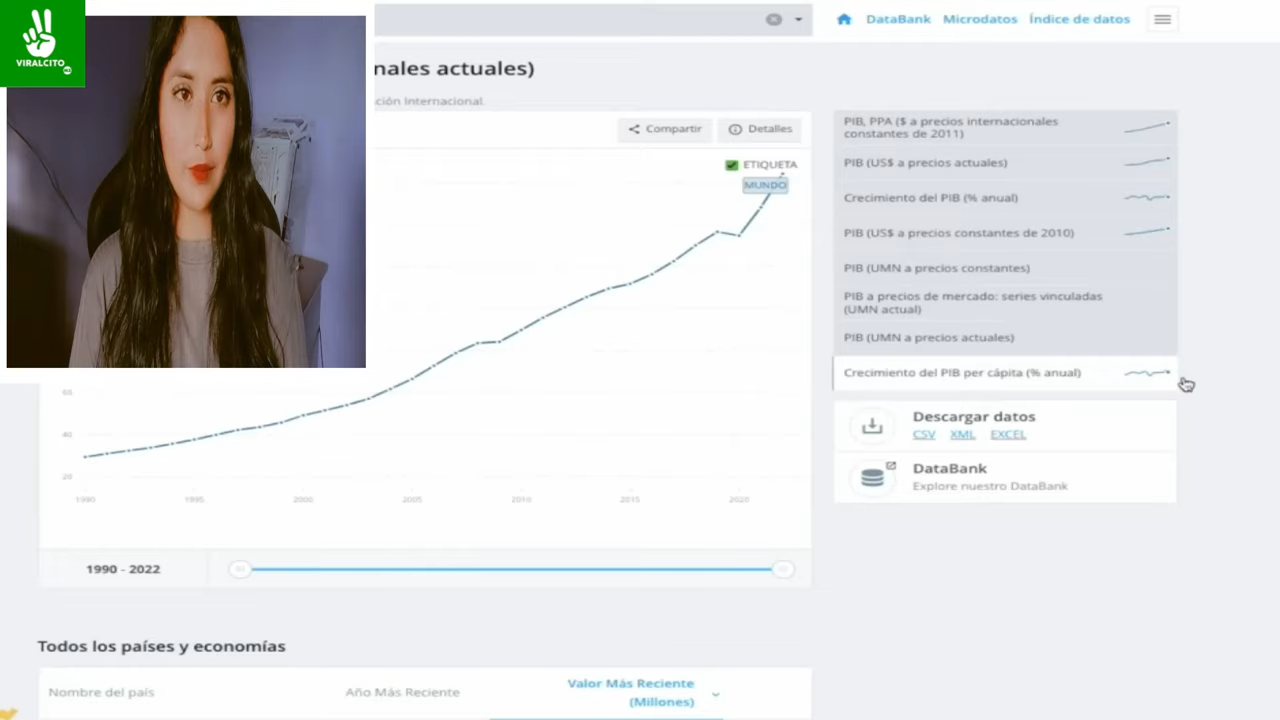 VIRALCITO
DataBank
Microdatos
Índice de datos
nales actuales)
ción Internacional.
Compartir
Detalles
ETIQUETA
MUNDO
60
40
20
1990
1995
2000
2005
2010
2015
2020
1990 - 2022
PIB, PPA ($ a precios internacionales
constantes de 2011)
PIB (US$ a precios actuales)
Crecimiento del PIB (% anual)
PIB (US$ a precios constantes de 2010)
PIB (UMN a precios constantes)
PIB a precios de mercado: series vinculadas
(UMN actual)
PIB (UMN a precios actuales)
Crecimiento del PIB per cápita (% anual)
Descargar datos
CSV XML EXCEL
DataBank
Explore nuestro DataBank
Todos los países y economías
Nombre del país
Año Más Reciente
Valor Más Reciente
(Millones)